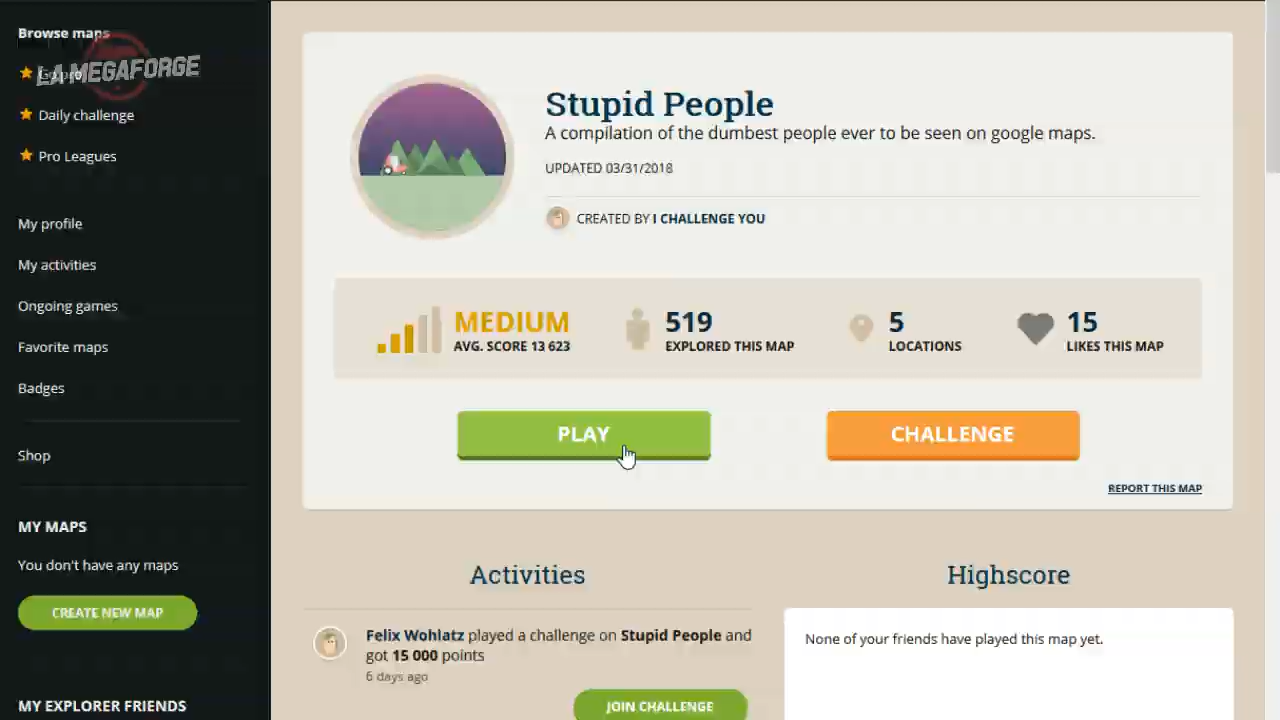 Browse maps
LA MEGAFORGE
Go pro
Daily challenge
Pro Leagues
My profile
My activities
Ongoing games
Favorite maps
Badges
Shop
MY MAPS
You don't have any maps
CREATE NEW MAP
MY EXPLORER FRIENDS
Stupid People
A compilation of the dumbest people ever to be seen on google maps.
UPDATED 03/31/2018
CREATED BY I CHALLENGE YOU
MEDIUM
AVG. SCORE 13 623
519
EXPLORED THIS MAP
5
LOCATIONS
15
LIKES THIS MAP
PLAY
CHALLENGE
REPORT THIS MAP
Activities
Felix Wohlatz played a challenge on Stupid People and
got 15 000 points
6 days ago
JOIN CHALLENGE
Highscore
None of your friends have played this map yet.